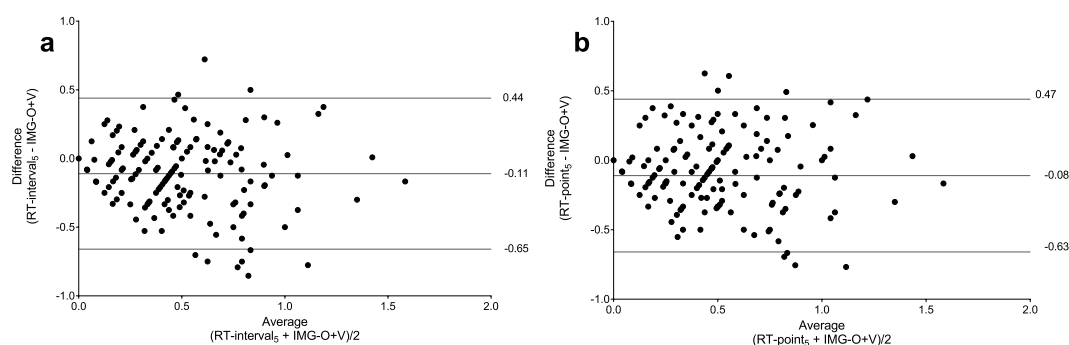 a
1.0
0.5
0.0
-0.5
-1.0
Difference
(RT-interval5 - IMG-O+V)
0.44
-0.11
-0.65
0.0
0.5
1.0
1.5
2.0
Average
(RT-interval5 + IMG-O+V)/2
b
1.0
0.5
0.0
-0.5
-1.0
Difference
(RT-point5 - IMG-O+V)
0.47
-0.08
-0.63
0.0
0.5
1.0
1.5
2.0
Average
(RT-point5 + IMG-O+V)/2